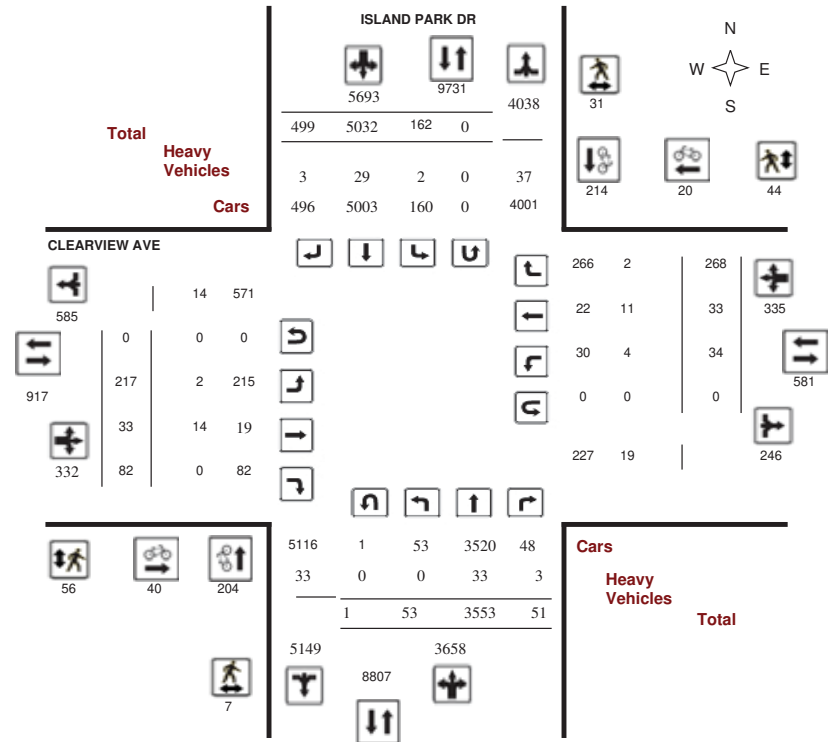 ISLAND PARK DR
N
W E
S
5693 9731 4038 31
Total 499 5032 162 0
Heavy
Vehicles 3 29 2 0 37
Cars 496 5003 160 0 4001
214 20 44
CLEARVIEW AVE
585 14 571
0 0 0
917 217 2 215
33 14 19
332 82 0 82
266 2 268
335
22 11 33
30 4 34
581
0 0 0
227 19 246
5116 1 53 3520 48
33 0 0 33 3
1 53 3553 51
5149 3658
8807
Cars
Heavy
Vehicles
Total
56 40 204
7